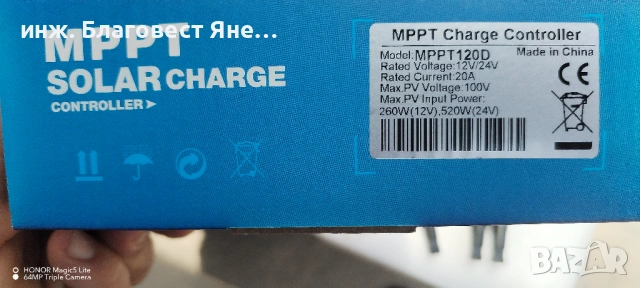 инж. Благовест Яне...
MPPT
SOLAR CHARGE
CONTROLLER
MPPT Charge Controller
Model:MPPT120D Made in China
Rated Voltage:12V/24V
Rated Current:20A
Max.PV Voltage:100V
Max.PV Input Power:
260W(12V),520W(24V)
CE
HONOR Magic5 Lite
64MP Triple Camera
BAZAR